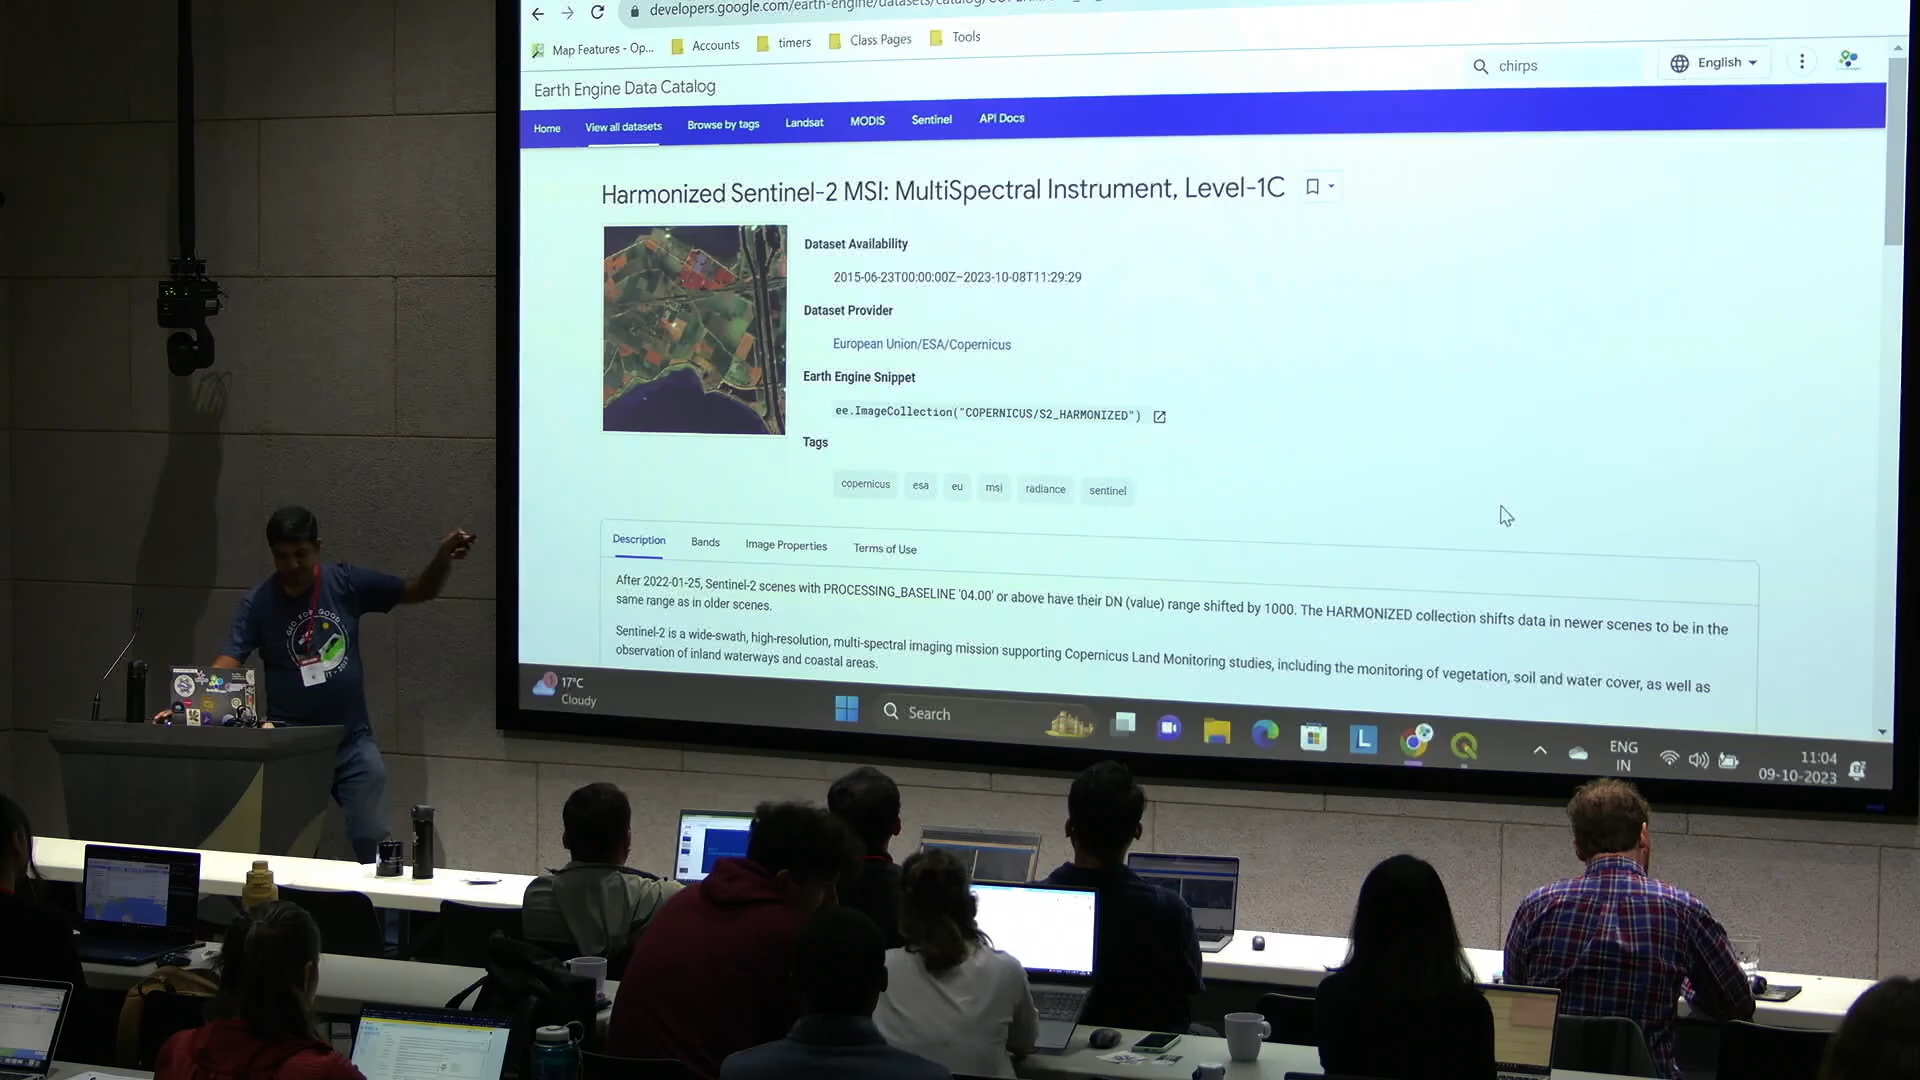 developers.google.com/earth-engine/datasets/catalog/
Map Features - Op...
Accounts
timers
Class Pages
Tools
Earth Engine Data Catalog
chirps
English
Home
View all datasets
Browse by tags
Landsat
MODIS
Sentinel
API Docs
Harmonized Sentinel-2 MSI: MultiSpectral Instrument, Level-1C
Dataset Availability
2015-06-23T00:00:00Z–2023-10-08T11:29:29
Dataset Provider
European Union/ESA/Copernicus
Earth Engine Snippet
ee.ImageCollection("COPERNICUS/S2_HARMONIZED")
Tags
copernicus
esa
eu
msi
radiance
sentinel
Description
Bands
Image Properties
Terms of Use
After 2022-01-25, Sentinel-2 scenes with PROCESSING_BASELINE '04.00' or above have their DN (value) range shifted by 1000. The HARMONIZED collection shifts data in newer scenes to be in the
same range as in older scenes.
Sentinel-2 is a wide-swath, high-resolution, multi-spectral imaging mission supporting Copernicus Land Monitoring studies, including the monitoring of vegetation, soil and water cover, as well as
observation of inland waterways and coastal areas.
1
17°C
Cloudy
Search
L
ENG
IN
11:04
09-10-2023
GEO FOR GOOD